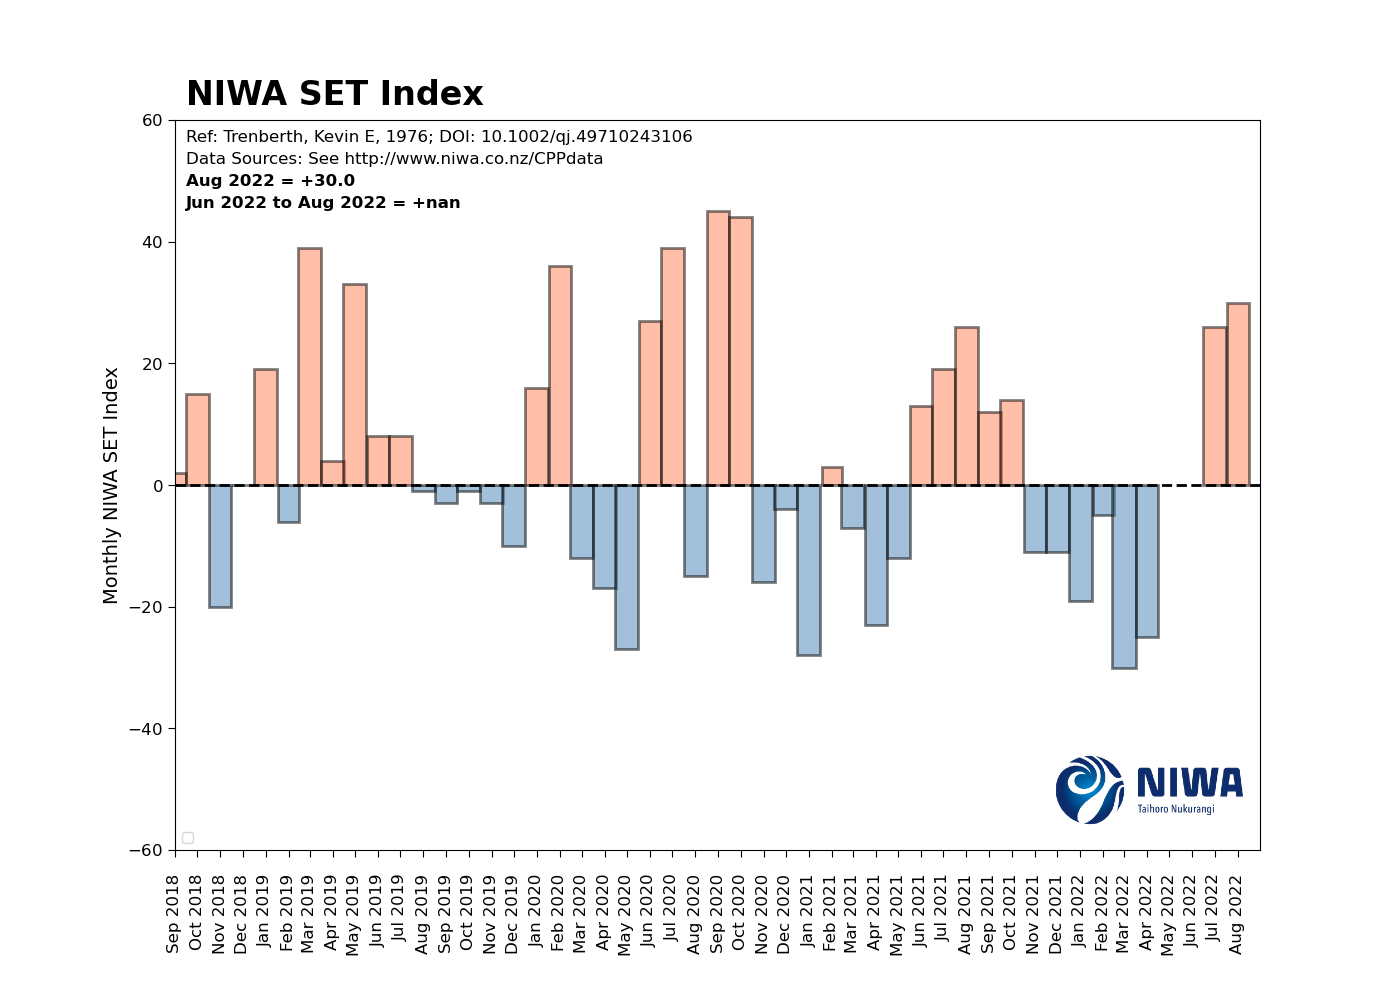 NIWA SET Index
Ref: Trenberth, Kevin E, 1976; DOI: 10.1002/qj.49710243106
Data Sources: See http://www.niwa.co.nz/CPPdata
Aug 2022 = +30.0
Jun 2022 to Aug 2022 = +nan
Monthly NIWA SET Index
60
40
20
0
−20
−40
−60
NIWA
Taihoro Nukurangi
Sep 2018
Oct 2018
Nov 2018
Dec 2018
Jan 2019
Feb 2019
Mar 2019
Apr 2019
May 2019
Jun 2019
Jul 2019
Aug 2019
Sep 2019
Oct 2019
Nov 2019
Dec 2019
Jan 2020
Feb 2020
Mar 2020
Apr 2020
May 2020
Jun 2020
Jul 2020
Aug 2020
Sep 2020
Oct 2020
Nov 2020
Dec 2020
Jan 2021
Feb 2021
Mar 2021
Apr 2021
May 2021
Jun 2021
Jul 2021
Aug 2021
Sep 2021
Oct 2021
Nov 2021
Dec 2021
Jan 2022
Feb 2022
Mar 2022
Apr 2022
May 2022
Jun 2022
Jul 2022
Aug 2022